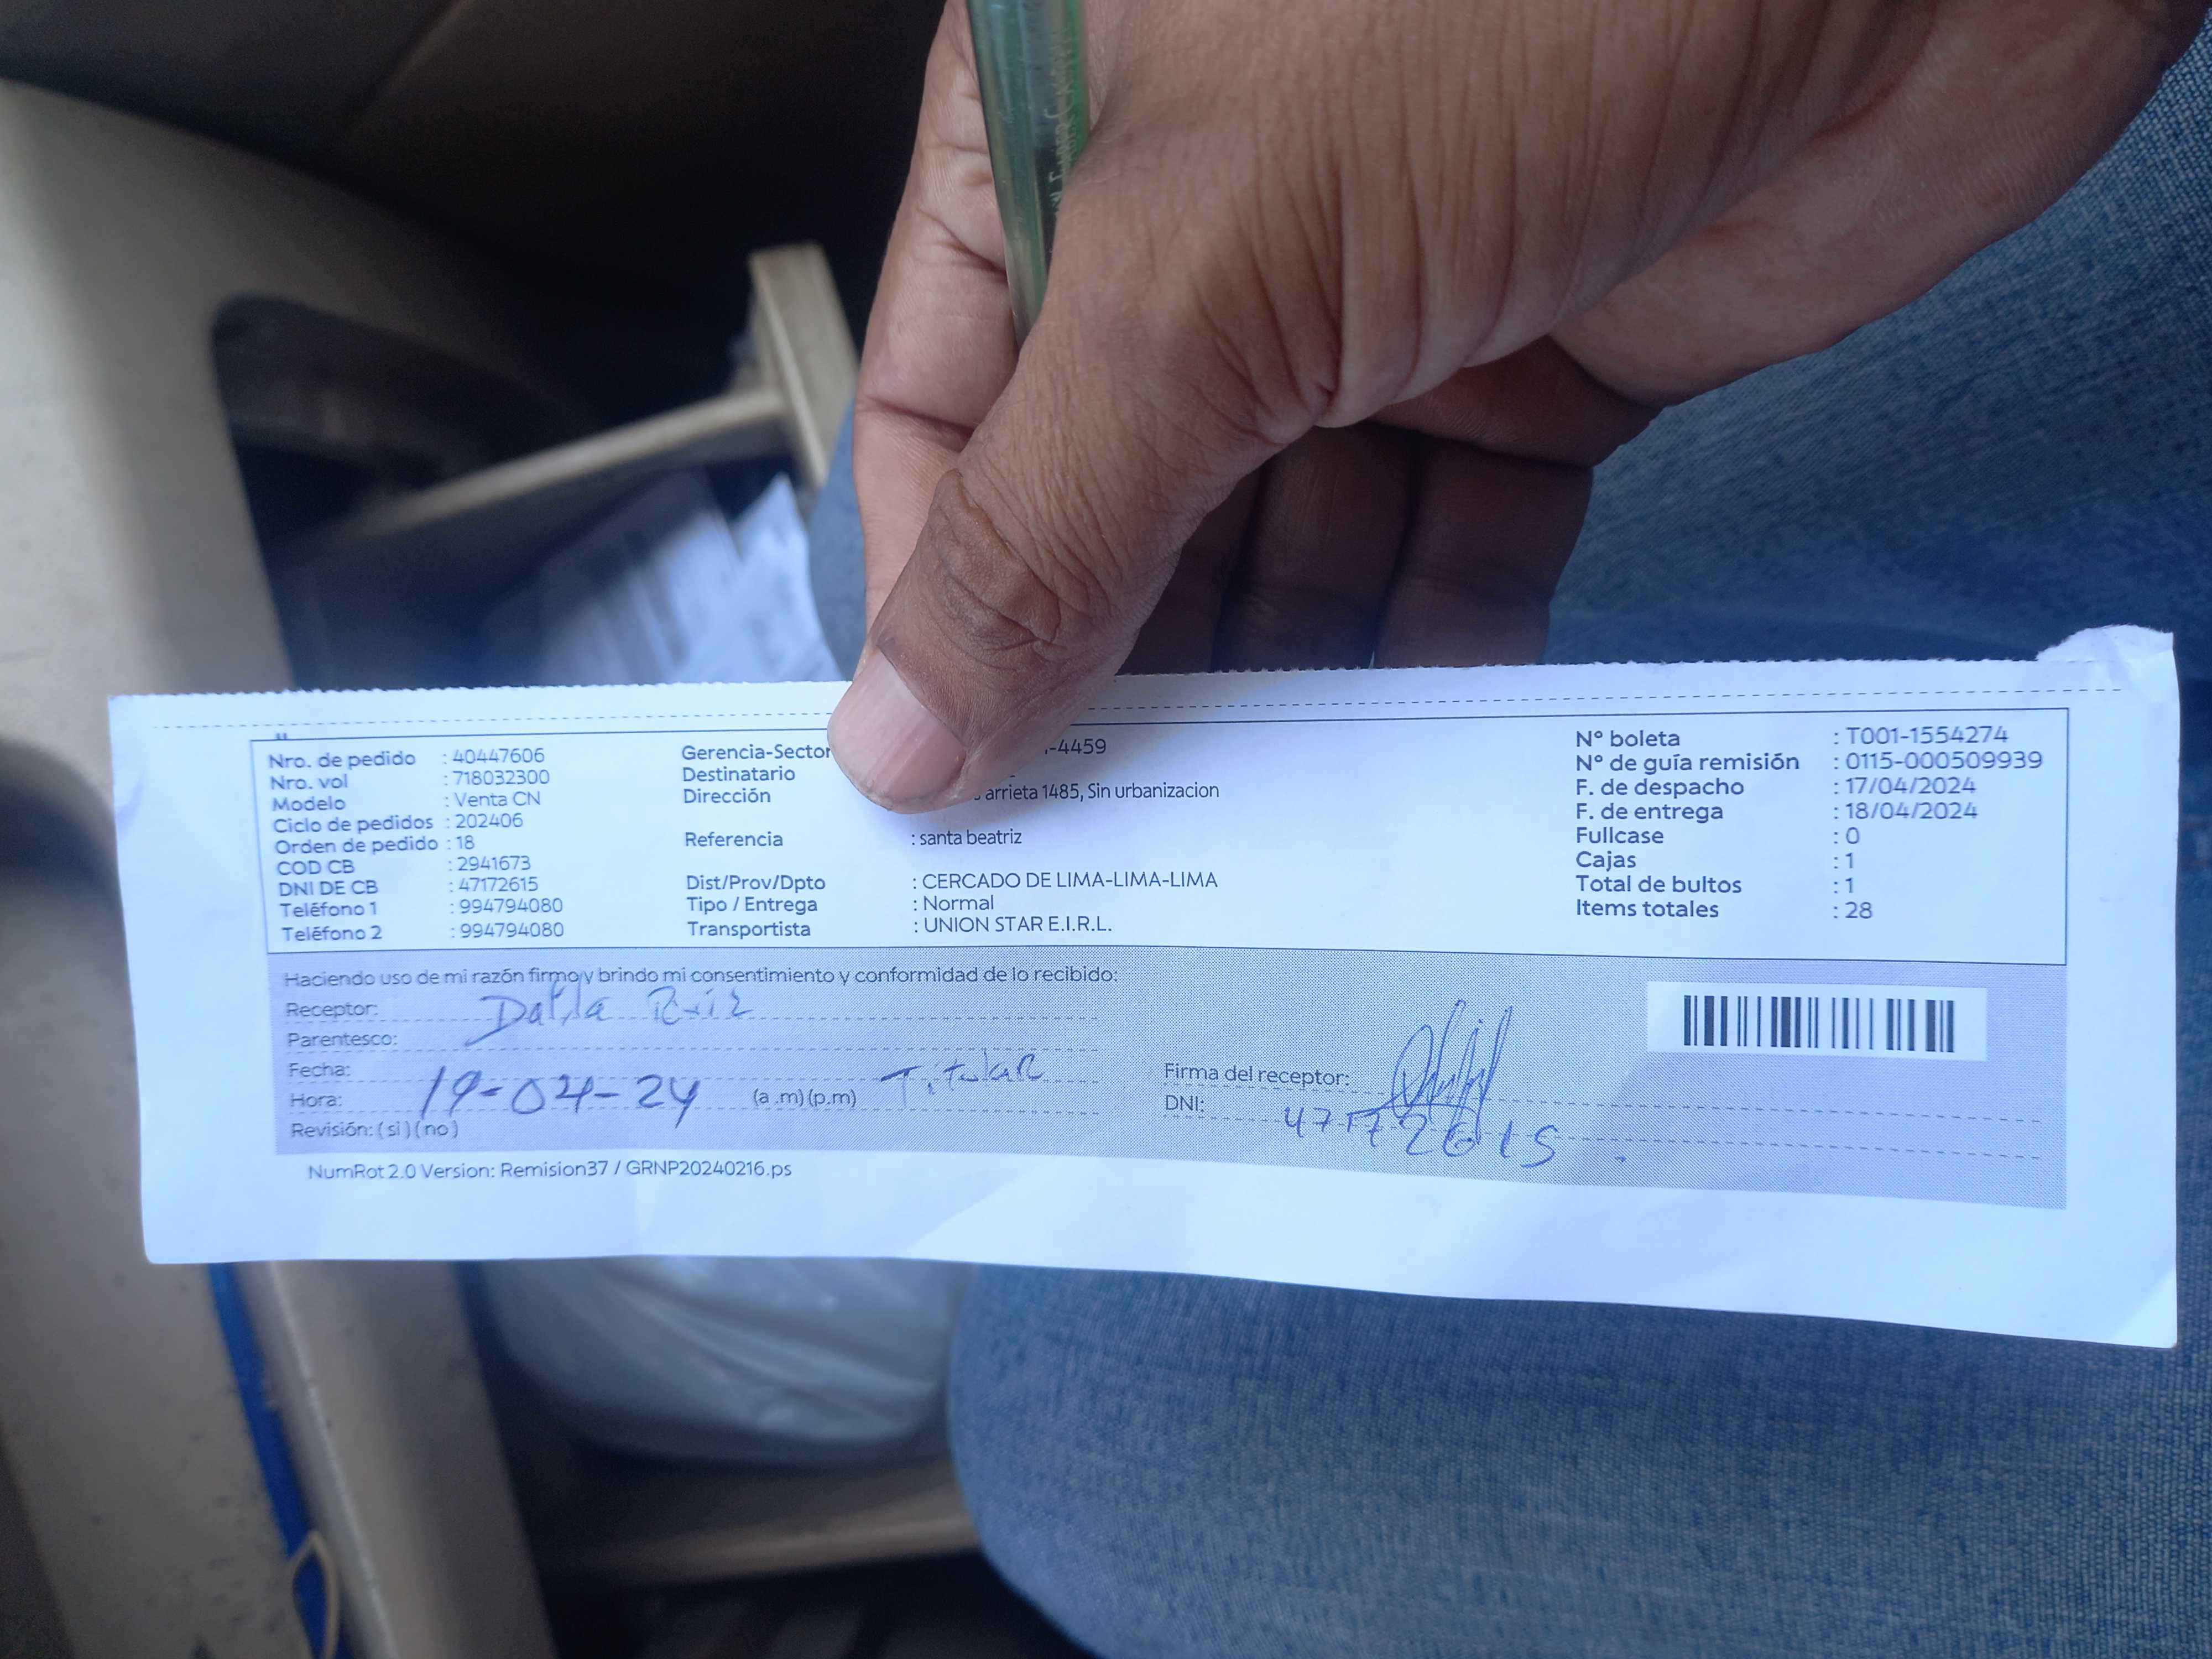 Nro. de pedido : 40447606
Nro. vol : 718032300
Modelo : Venta CN
Ciclo de pedidos : 202406
Orden de pedido : 18
COD CB : 2941673
DNI DE CB : 47172615
Teléfono 1 : 994794080
Teléfono 2 : 994794080
Gerencia-Sector -4459
Destinatario
Dirección arrieta 1485, Sin urbanizacion
Referencia : santa beatriz
Dist/Prov/Dpto : CERCADO DE LIMA-LIMA-LIMA
Tipo / Entrega : Normal
Transportista : UNION STAR E.I.R.L.
N° boleta : T001-1554274
N° de guía remisión : 0115-000509939
F. de despacho : 17/04/2024
F. de entrega : 18/04/2024
Fullcase : 0
Cajas : 1
Total de bultos : 1
Items totales : 28
Haciendo uso de mi razón firmo y brindo mi consentimiento y conformidad de lo recibido:
Receptor: Ruiz
Parentesco:
Fecha: Titular
Hora: 19-04-24 (a .m) (p.m)
Revisión: ( si ) ( no )
Firma del receptor:
DNI: 47172615
NumRot 2.0 Version: Remision37 / GRNP20240216.ps